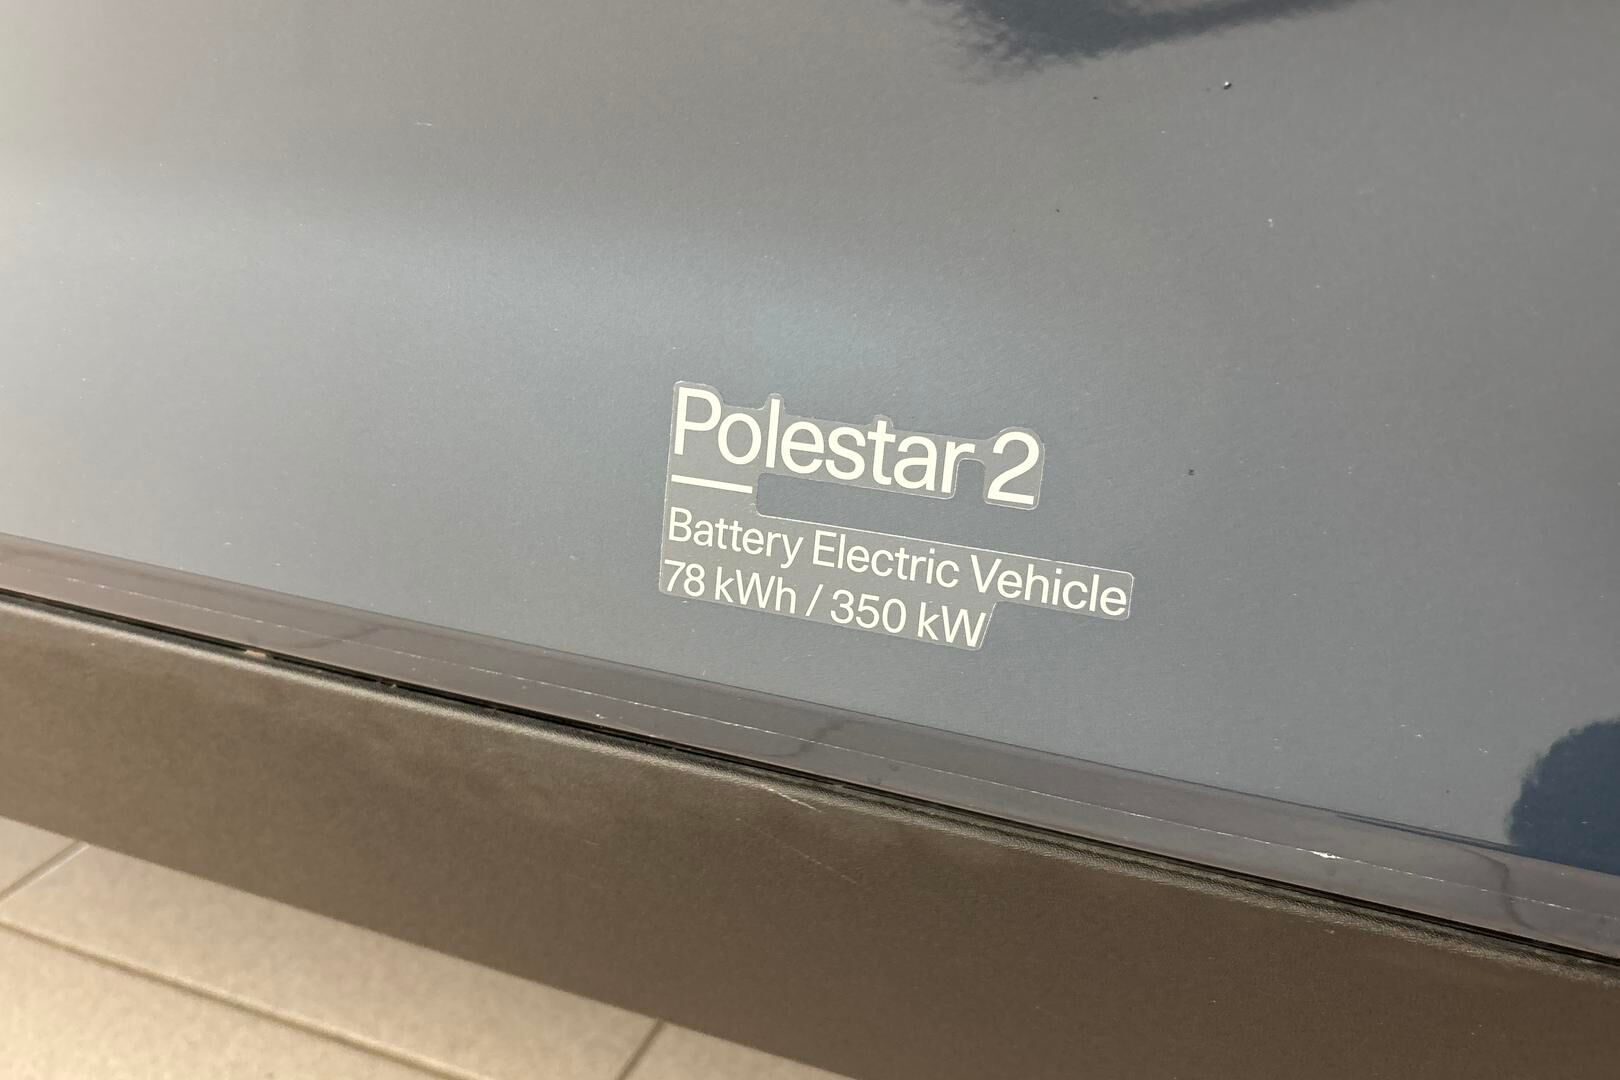 Polestar 2
Battery Electric Vehicle
78 kWh / 350 kW